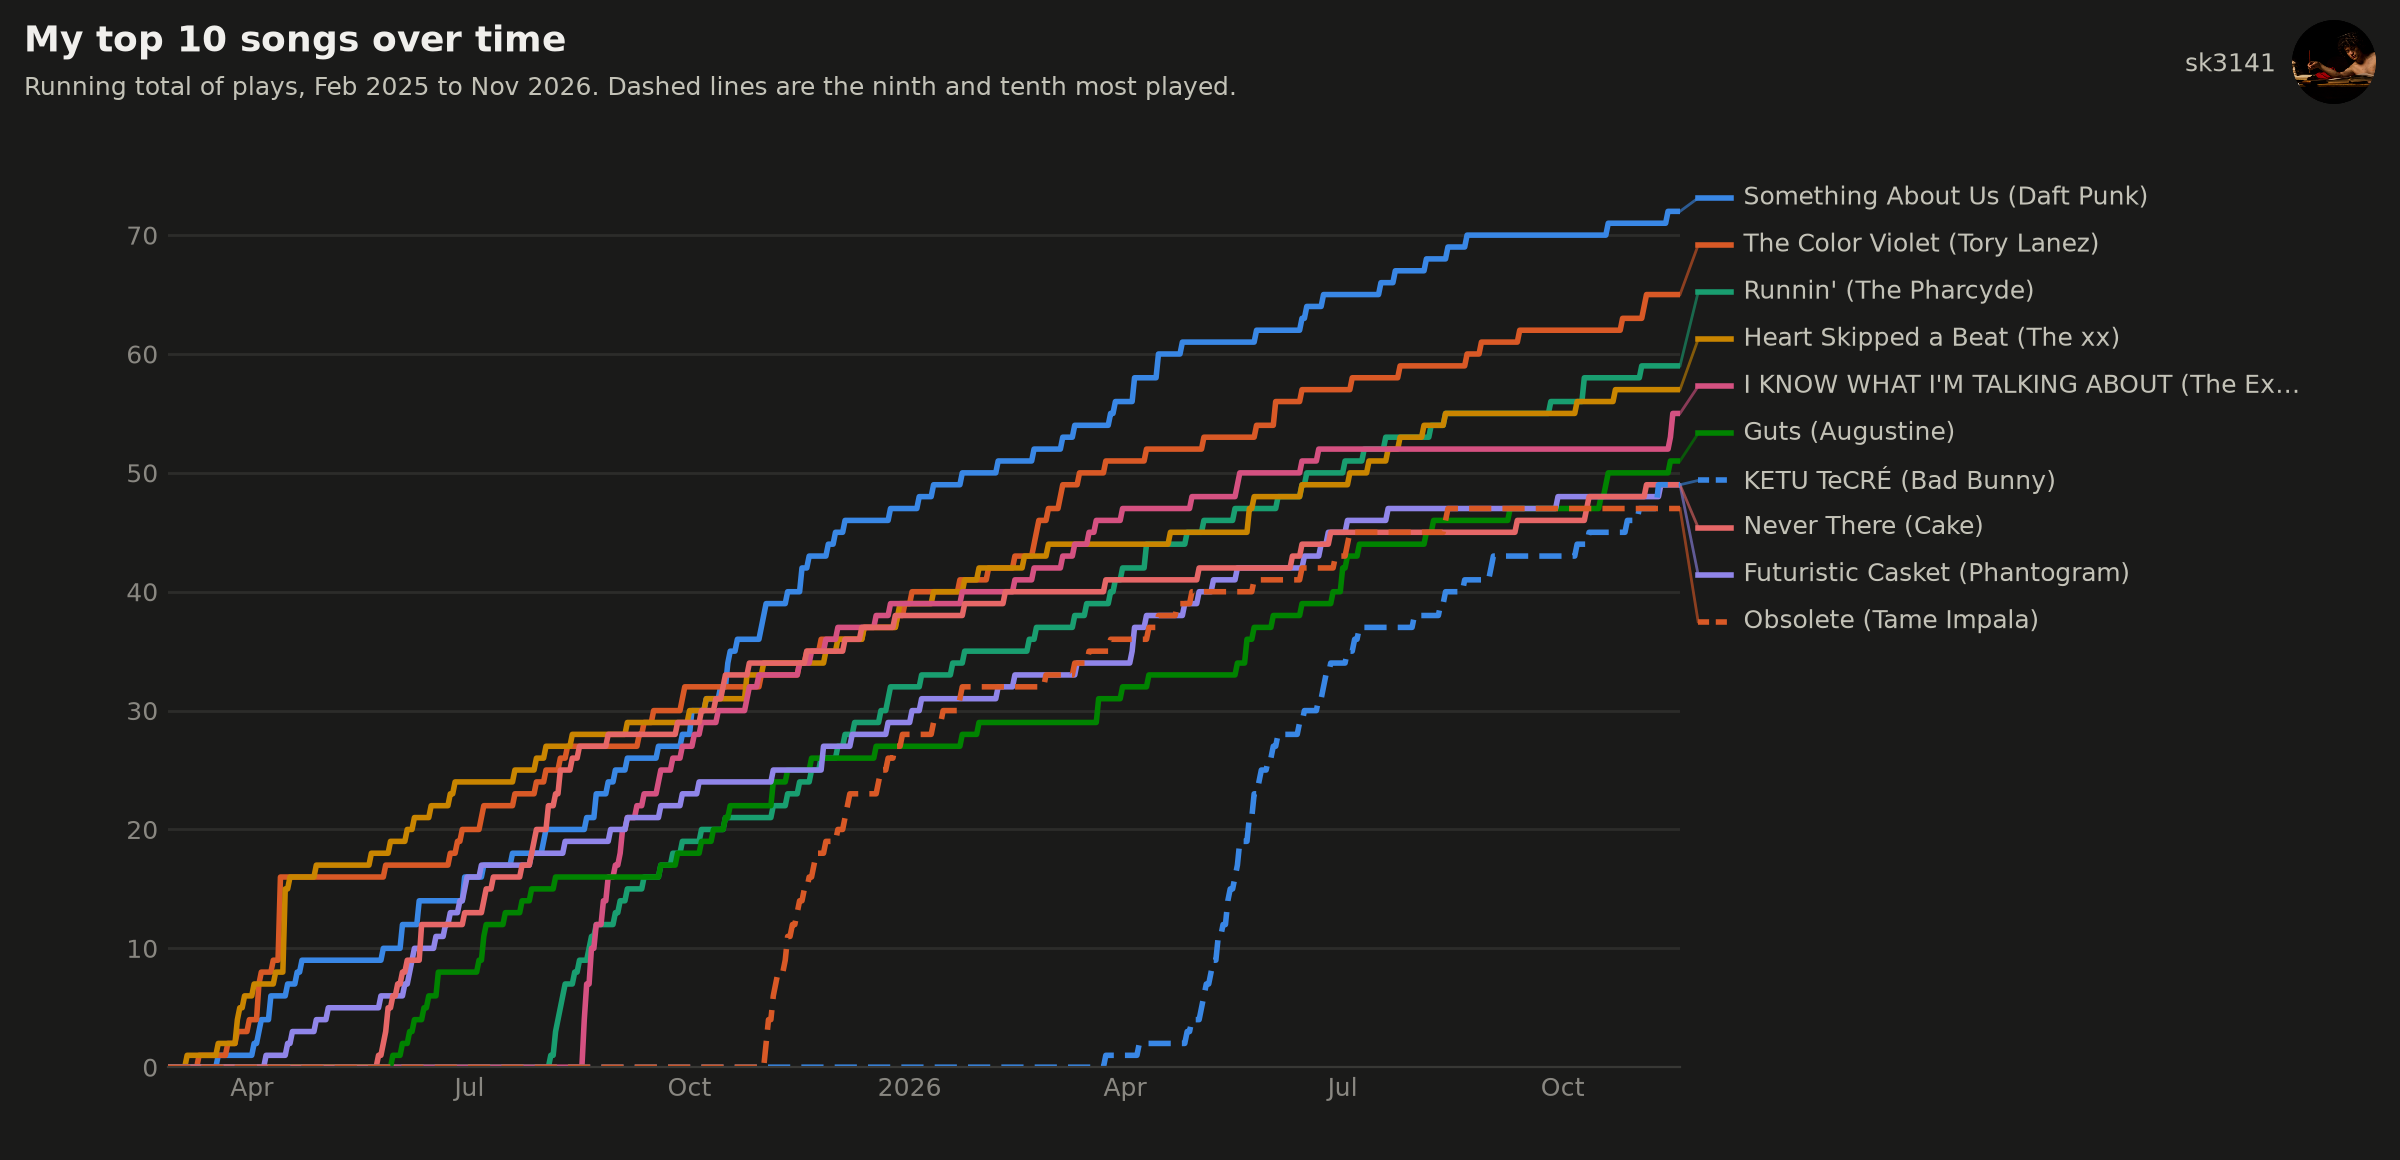 My top 10 songs over time
Running total of plays, Feb 2025 to Nov 2026. Dashed lines are the ninth and tenth most played.
sk3141
70
60
50
40
30
20
10
0
Apr
Jul
Oct
2026
Apr
Jul
Oct
Something About Us (Daft Punk)
The Color Violet (Tory Lanez)
Runnin' (The Pharcyde)
Heart Skipped a Beat (The xx)
I KNOW WHAT I'M TALKING ABOUT (The Ex…
Guts (Augustine)
KETU TeCRÉ (Bad Bunny)
Never There (Cake)
Futuristic Casket (Phantogram)
Obsolete (Tame Impala)